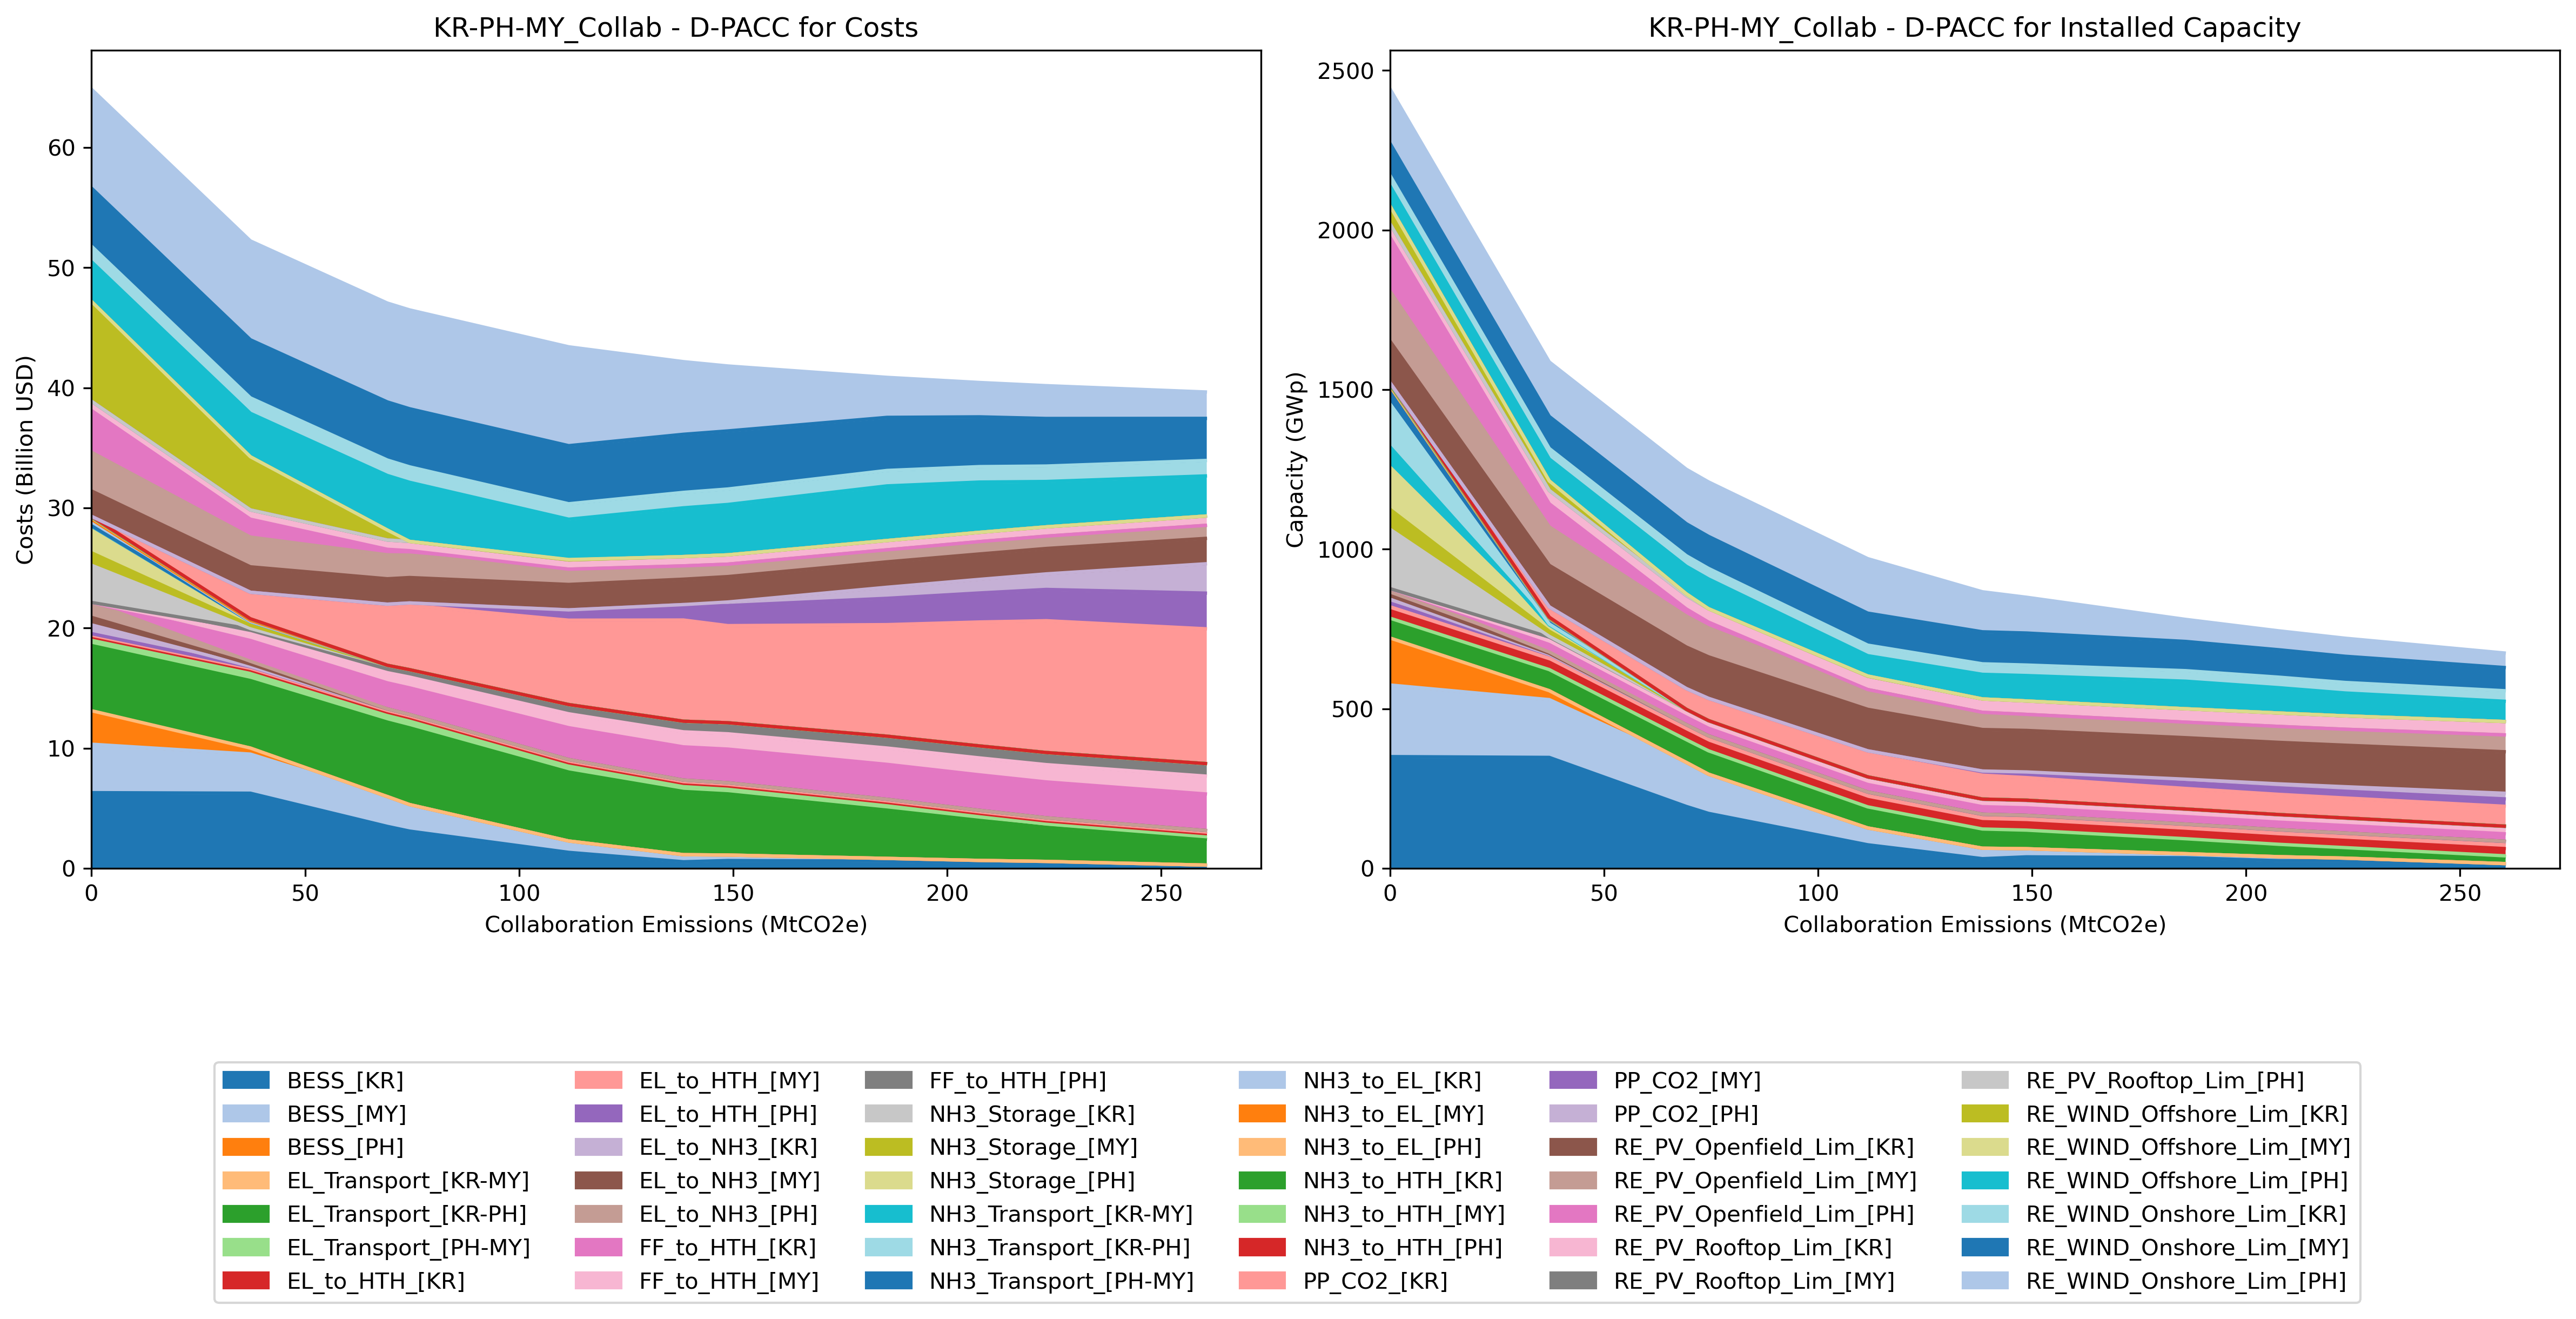 KR-PH-MY_Collab - D-PACC for Costs
Costs (Billion USD)
60
50
40
30
20
10
0
0 50 100 150 200 250
Collaboration Emissions (MtCO2e)
KR-PH-MY_Collab - D-PACC for Installed Capacity
Capacity (GWp)
2500
2000
1500
1000
500
0
0 50 100 150 200 250
Collaboration Emissions (MtCO2e)
BESS_[KR]
BESS_[MY]
BESS_[PH]
EL_Transport_[KR-MY]
EL_Transport_[KR-PH]
EL_Transport_[PH-MY]
EL_to_HTH_[KR]
EL_to_HTH_[MY]
EL_to_HTH_[PH]
EL_to_NH3_[KR]
EL_to_NH3_[MY]
EL_to_NH3_[PH]
FF_to_HTH_[KR]
FF_to_HTH_[MY]
FF_to_HTH_[PH]
NH3_Storage_[KR]
NH3_Storage_[MY]
NH3_Storage_[PH]
NH3_Transport_[KR-MY]
NH3_Transport_[KR-PH]
NH3_Transport_[PH-MY]
NH3_to_EL_[KR]
NH3_to_EL_[MY]
NH3_to_EL_[PH]
NH3_to_HTH_[KR]
NH3_to_HTH_[MY]
NH3_to_HTH_[PH]
PP_CO2_[KR]
PP_CO2_[MY]
PP_CO2_[PH]
RE_PV_Openfield_Lim_[KR]
RE_PV_Openfield_Lim_[MY]
RE_PV_Openfield_Lim_[PH]
RE_PV_Rooftop_Lim_[KR]
RE_PV_Rooftop_Lim_[MY]
RE_PV_Rooftop_Lim_[PH]
RE_WIND_Offshore_Lim_[KR]
RE_WIND_Offshore_Lim_[MY]
RE_WIND_Offshore_Lim_[PH]
RE_WIND_Onshore_Lim_[KR]
RE_WIND_Onshore_Lim_[MY]
RE_WIND_Onshore_Lim_[PH]